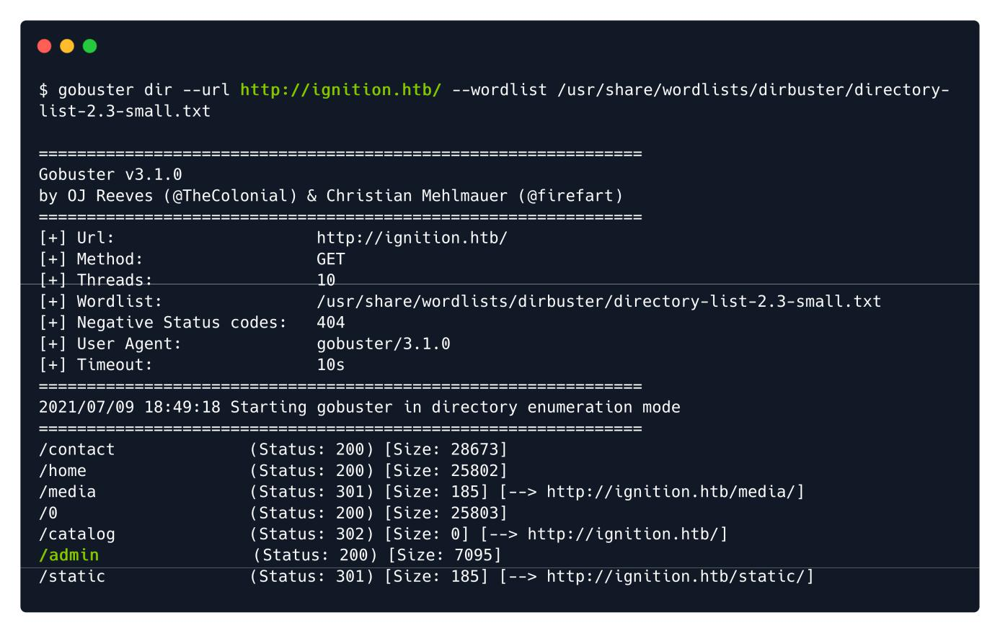 $ gobuster dir --url http://ignition.htb/ --wordlist /usr/share/wordlists/dirbuster/directory-
list-2.3-small.txt
===============================================================
Gobuster v3.1.0
by OJ Reeves (@TheColonial) & Christian Mehlmauer (@firefart)
===============================================================
[+] Url:                     http://ignition.htb/
[+] Method:                  GET
[+] Threads:                 10
[+] Wordlist:                /usr/share/wordlists/dirbuster/directory-list-2.3-small.txt
[+] Negative Status codes:   404
[+] User Agent:              gobuster/3.1.0
[+] Timeout:                 10s
===============================================================
2021/07/09 18:49:18 Starting gobuster in directory enumeration mode
===============================================================
/contact              (Status: 200) [Size: 28673]
/home                 (Status: 200) [Size: 25802]
/media                (Status: 301) [Size: 185] [--> http://ignition.htb/media/]
/0                    (Status: 200) [Size: 25803]
/catalog              (Status: 302) [Size: 0] [--> http://ignition.htb/]
/admin                (Status: 200) [Size: 7095]
/static               (Status: 301) [Size: 185] [--> http://ignition.htb/static/]